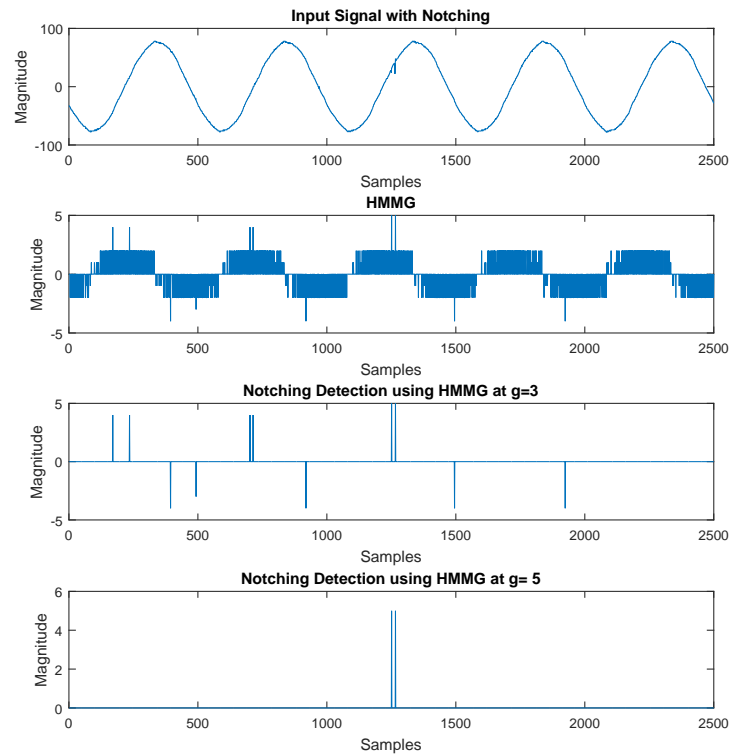 Input Signal with Notching
100
0
-100
Magnitude
0 500 1000 1500 2000 2500
Samples
HMMG
5
0
-5
Magnitude
0 500 1000 1500 2000 2500
Samples
Notching Detection using HMMG at g=3
5
0
-5
Magnitude
0 500 1000 1500 2000 2500
Samples
Notching Detection using HMMG at g= 5
6
4
2
0
Magnitude
0 500 1000 1500 2000 2500
Samples